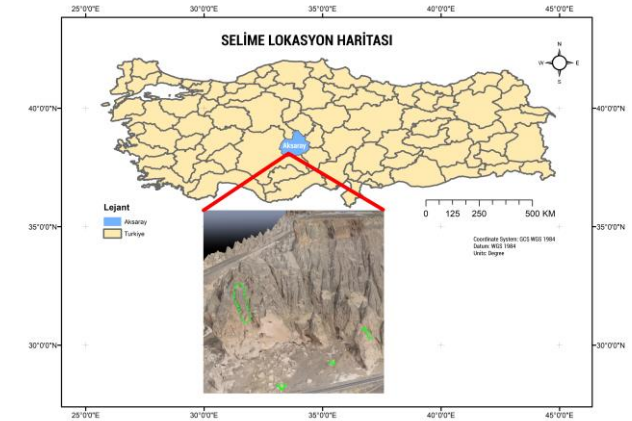 25°0'0"E 30°0'0"E 35°0'0"E 40°0'0"E 45°0'0"E
SELİME LOKASYON HARİTASI
N
W E
S
40°0'0"N 40°0'0"N
Aksaray
Lejant
Aksaray
Turkiye
0 125 250 500 KM
35°0'0"N 35°0'0"N
Coordinate System: GCS WGS 1984
Datum: WGS 1984
Units: Degree
30°0'0"N 30°0'0"N
25°0'0"E 30°0'0"E 35°0'0"E 40°0'0"E 45°0'0"E